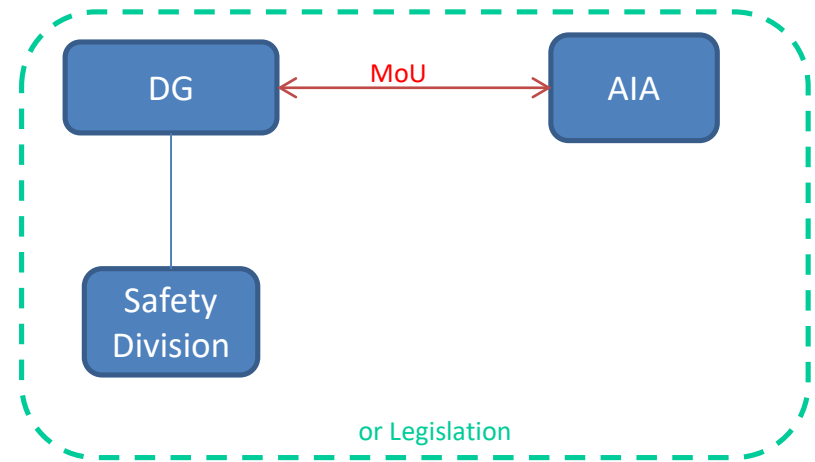 DG
MoU
AIA
Safety
Division
or Legislation